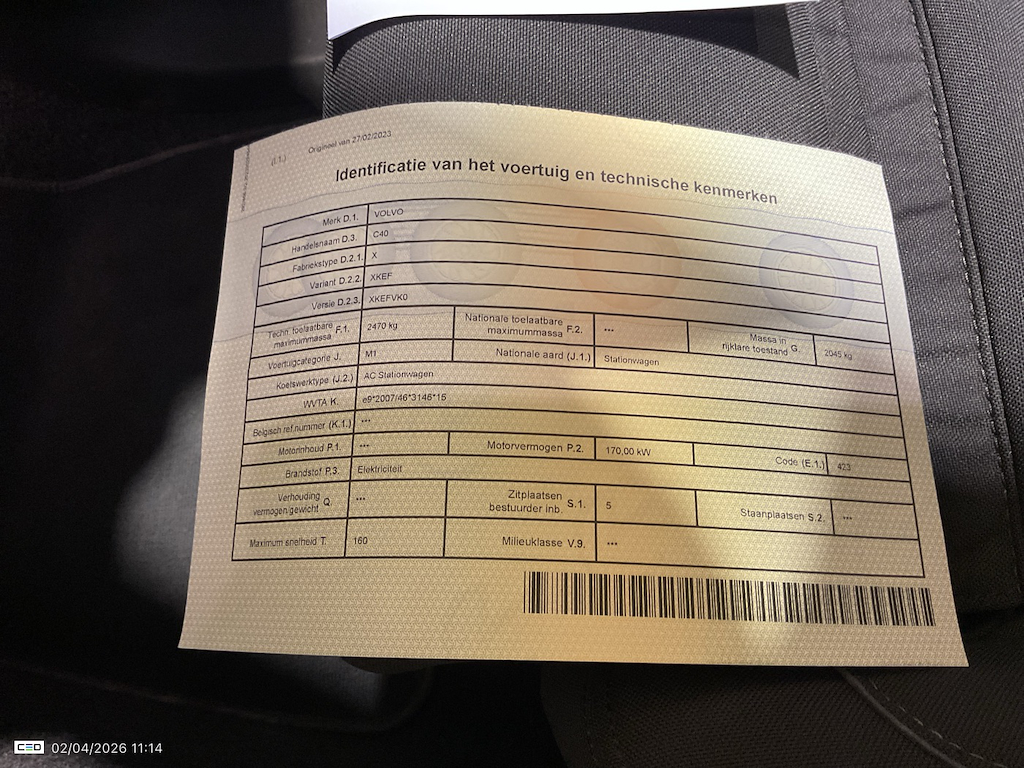 (I.1.) Origineel van 27/02/2023
Identificatie van het voertuig en technische kenmerken
Merk D.1. VOLVO
Handelsnaam D.3. C40
Fabriekstype D.2.1. X
Variant D.2.2. XKEF
Versie D.2.3. XKEFVK0
Techn. toelaatbare maximummassa F.1. 2470 kg Nationale toelaatbare maximummassa F.2. *** Massa in rijklare toestand G. 2045 kg
Voertuigcategorie J. M1 Nationale aard (J.1.) Stationwagen
Koetswerktype (J.2.) AC Stationwagen
WVTA K. e9*2007/46*3146*15
Belgisch ref.nummer (K.1.) ***
Motorinhoud P.1. *** Motorvermogen P.2. 170,00 kW Code (E.1.) 423
Brandstof P.3. Elektriciteit
Verhouding vermogen/gewicht Q. *** Zitplaatsen bestuurder inb. S.1. 5 Staanplaatsen S.2. ***
Maximum snelheid T. 160 Milieuklasse V.9. ***
CEO 02/04/2026 11:14